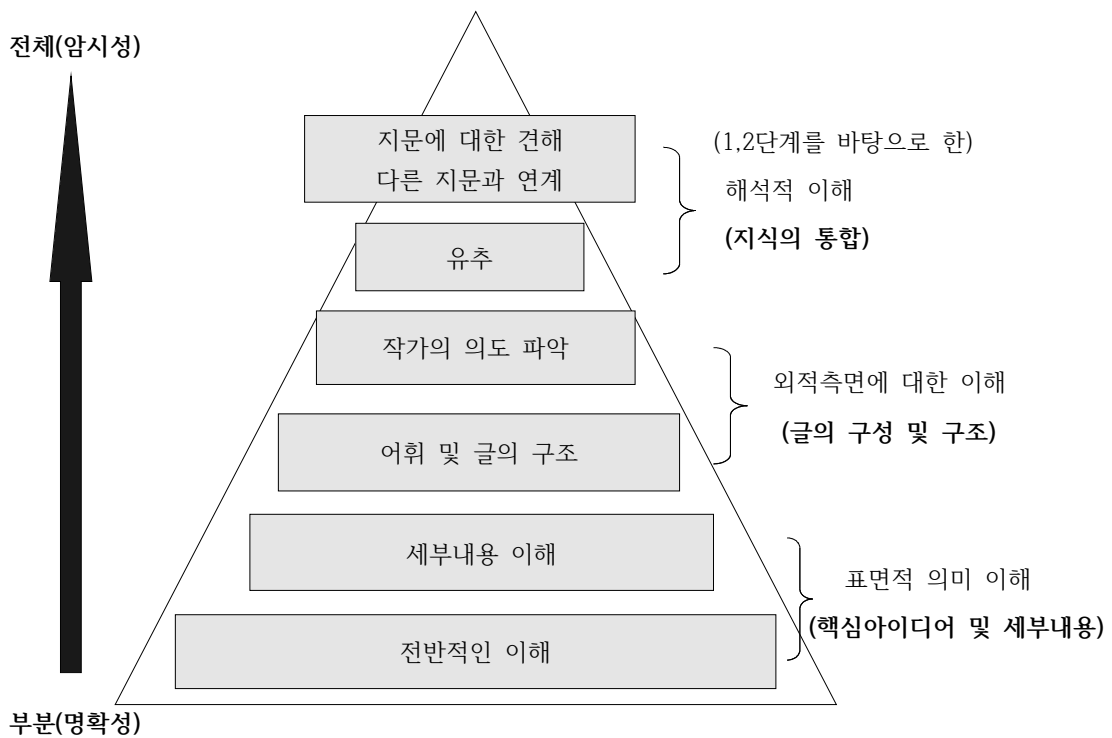 전체(암시성)
지문에 대한 견해
다른 지문과 연계
(1,2단계를 바탕으로 한)
해석적 이해
(지식의 통합)
유추
작가의 의도 파악
외적측면에 대한 이해
(글의 구성 및 구조)
어휘 및 글의 구조
세부내용 이해
표면적 의미 이해
(핵심아이디어 및 세부내용)
전반적인 이해
부분(명확성)